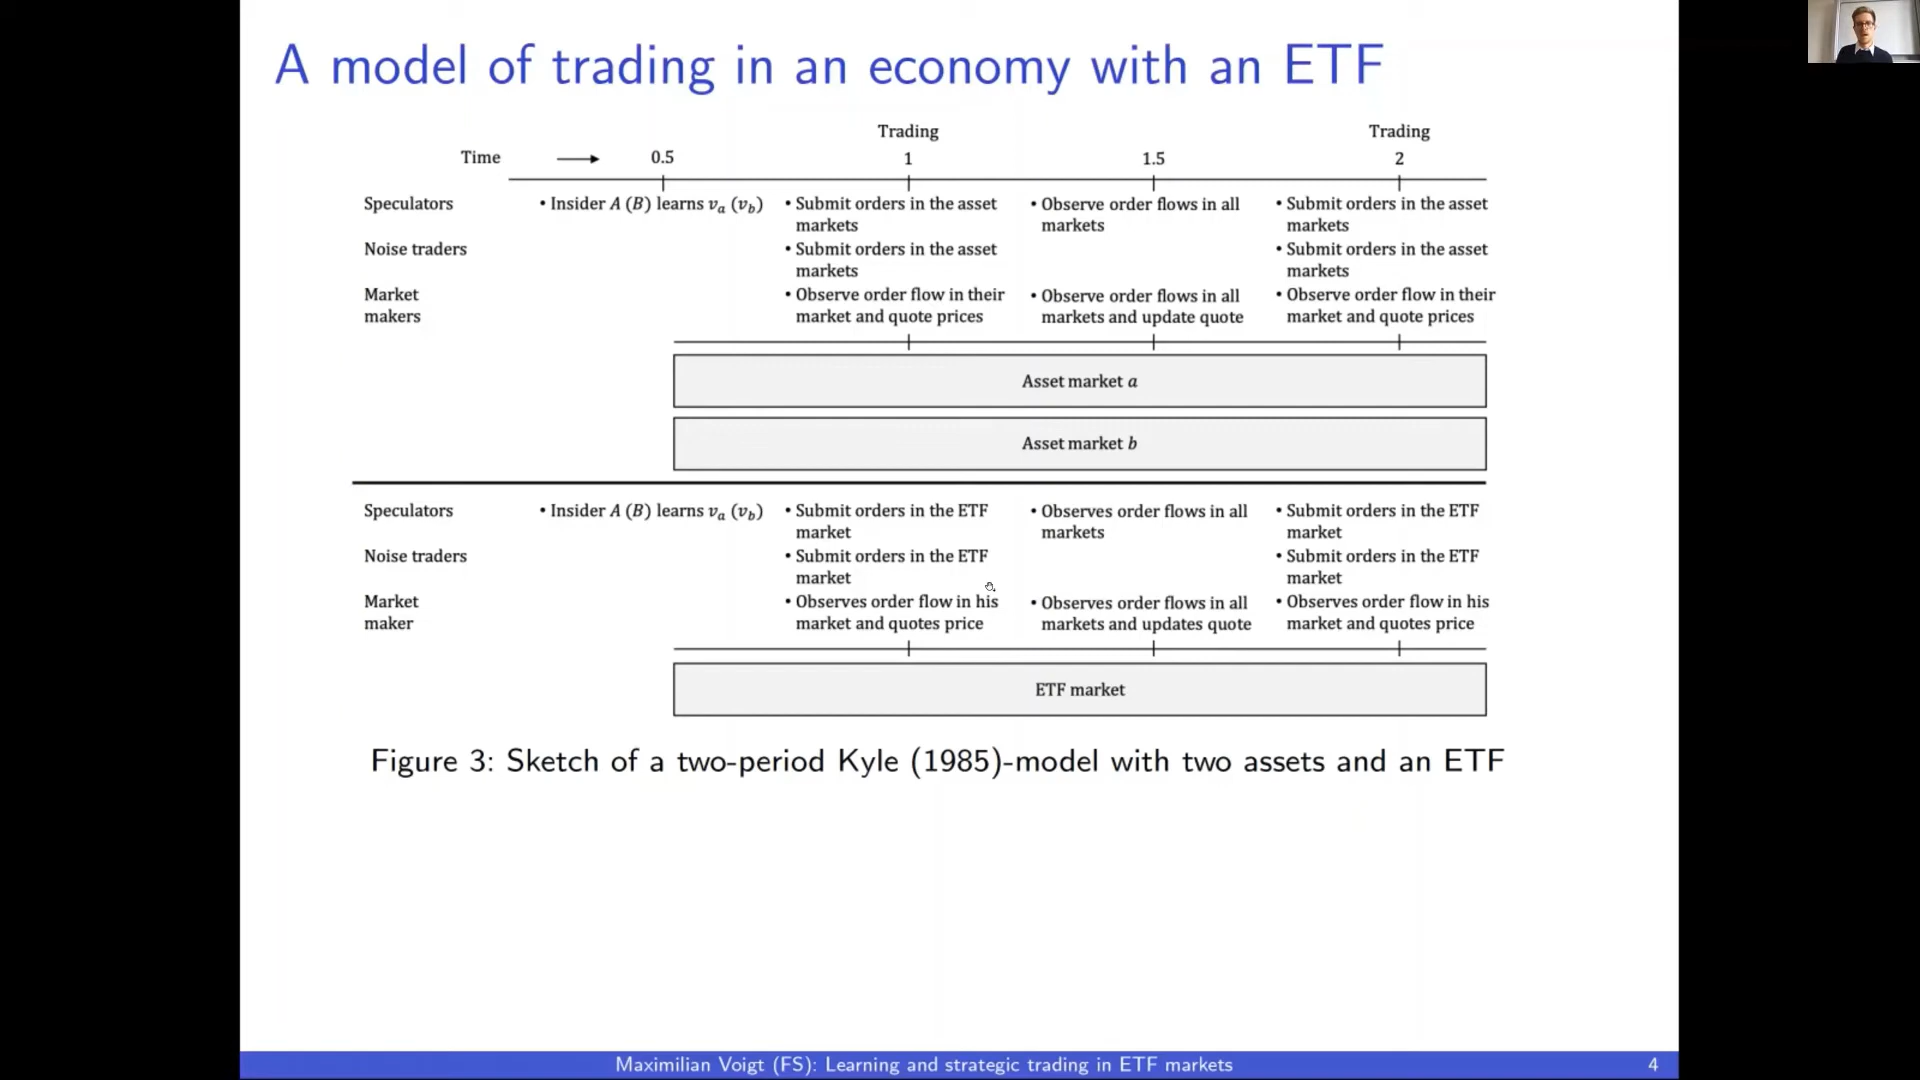 A model of trading in an economy with an ETF
Trading Trading
Time 0.5 1 1.5 2
Speculators
• Insider A (B) learns vₐ (v_b)
• Submit orders in the asset
markets
• Observe order flows in all
markets
• Submit orders in the asset
markets
Noise traders
• Submit orders in the asset
markets
• Submit orders in the asset
markets
Market
makers
• Observe order flow in their
market and quote prices
• Observe order flows in all
markets and update quote
• Observe order flow in their
market and quote prices
Asset market a
Asset market b
Speculators
• Insider A (B) learns vₐ (v_b)
• Submit orders in the ETF
market
• Observes order flows in all
markets
• Submit orders in the ETF
market
Noise traders
• Submit orders in the ETF
market
• Submit orders in the ETF
market
Market
maker
• Observes order flow in his
market and quotes price
• Observes order flows in all
markets and updates quote
• Observes order flow in his
market and quotes price
ETF market
Figure 3: Sketch of a two-period Kyle (1985)-model with two assets and an ETF
Maximilian Voigt (FS): Learning and strategic trading in ETF markets 4